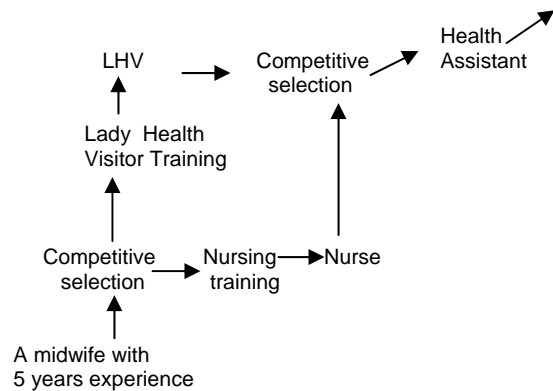 Health
Assistant
LHV
Competitive
selection
Lady Health
Visitor Training
Competitive
selection
Nursing
training
Nurse
A midwife with
5 years experience